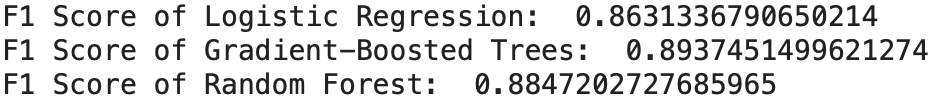 F1 Score of Logistic Regression:  0.8631336790650214
F1 Score of Gradient-Boosted Trees:  0.8937451499621274
F1 Score of Random Forest:  0.8847202727685965